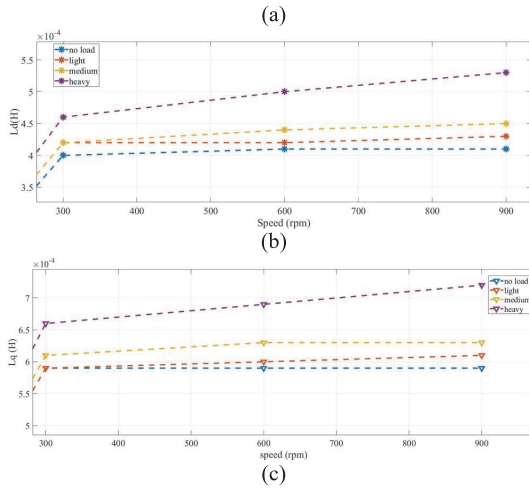 (a)
×10⁻⁴
no load
light
medium
heavy
5.5
5
4.5
4
3.5
Ld(H)
300 400 500 600 700 800 900
Speed (rpm)
(b)
×10⁻⁴
no load
light
medium
heavy
7
6.5
6
5.5
5
Lq (H)
300 400 500 600 700 800 900
speed (rpm)
(c)